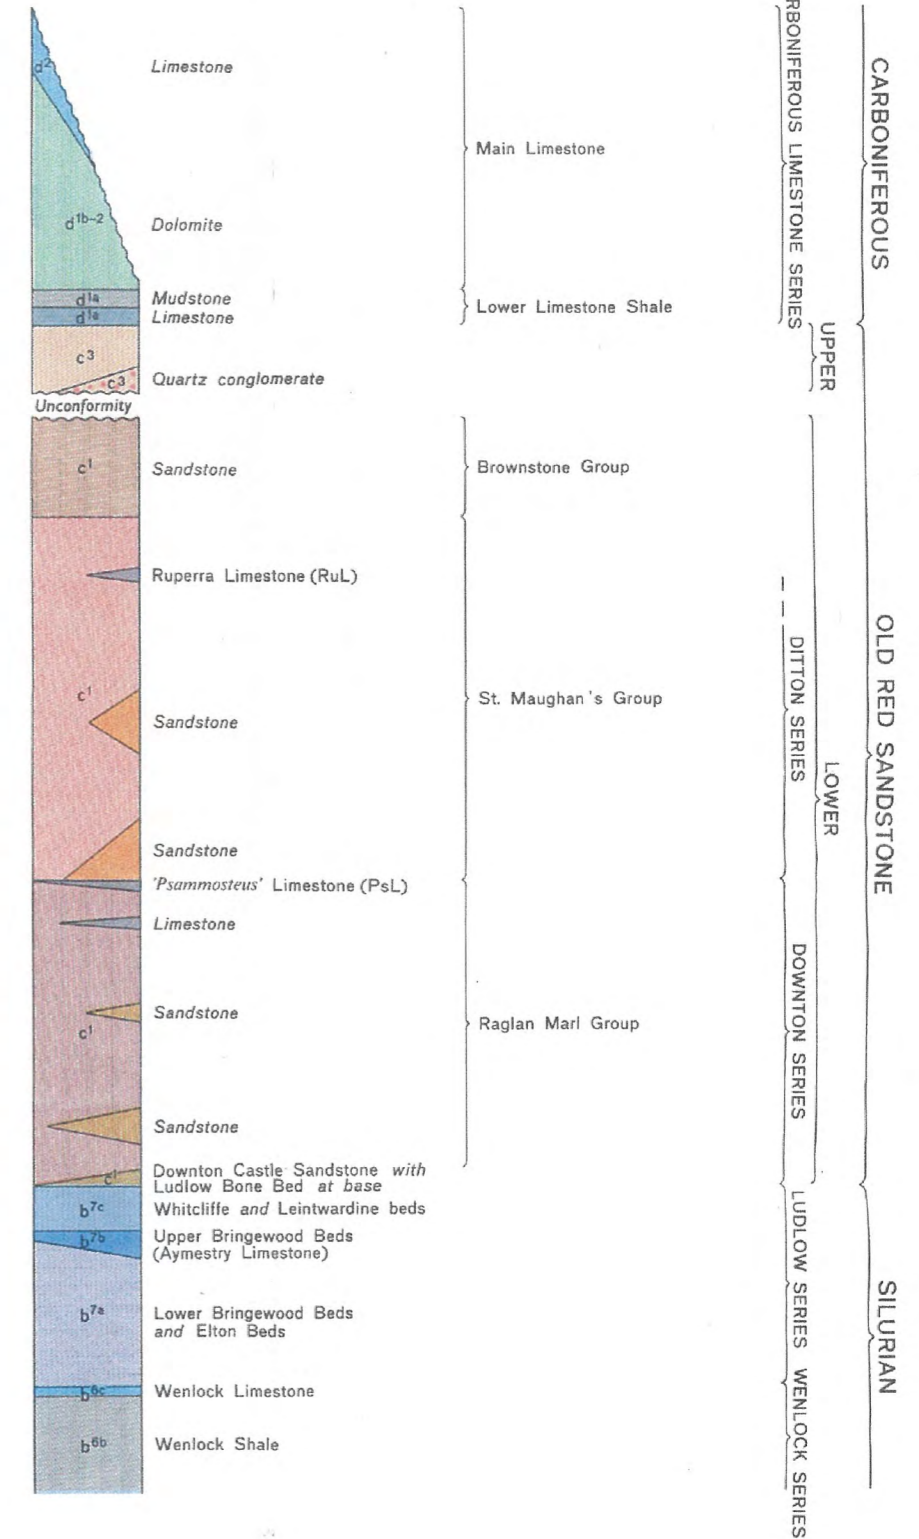 d2
Limestone
Main Limestone
d1b–2
Dolomite
d1a
Mudstone
d1a
Limestone
Lower Limestone Shale
c3
c3
Quartz conglomerate
Unconformity
c1
Sandstone
Brownstone Group
Ruperra Limestone (RuL)
c1
Sandstone
St. Maughan's Group
Sandstone
'Psammosteus' Limestone (PsL)
Limestone
Sandstone
c1
Raglan Marl Group
Sandstone
Downton Castle Sandstone with
Ludlow Bone Bed at base
c1
b7c
Whitcliffe and Leintwardine beds
b7b
Upper Bringewood Beds
(Aymestry Limestone)
b7a
Lower Bringewood Beds
and Elton Beds
b6c
Wenlock Limestone
b6b
Wenlock Shale
RBONIFEROUS LIMESTONE SERIES
UPPER
DITTON SERIES
LOWER
DOWNTON SERIES
LUDLOW SERIES
WENLOCK SERIES
CARBONIFEROUS
OLD RED SANDSTONE
SILURIAN